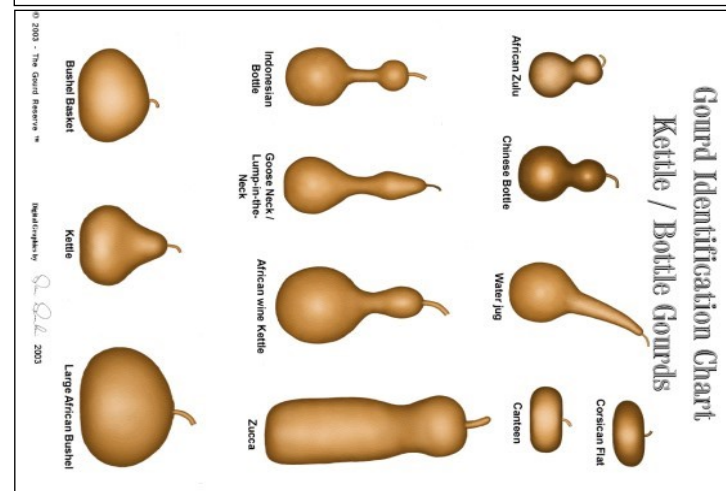 Gourd Identification Chart
Kettle / Bottle Gourds
African Zulu
Chinese Bottle
Water jug
Canteen
Corsican Flat
Indonesian
Bottle
Goose Neck /
Lump-in-the-
Neck
African wine Kettle
Zucca
Bushel Basket
Kettle
Large African Bushel
© 2003 - The Gourd Reserve ™
Digital Graphics by
2003